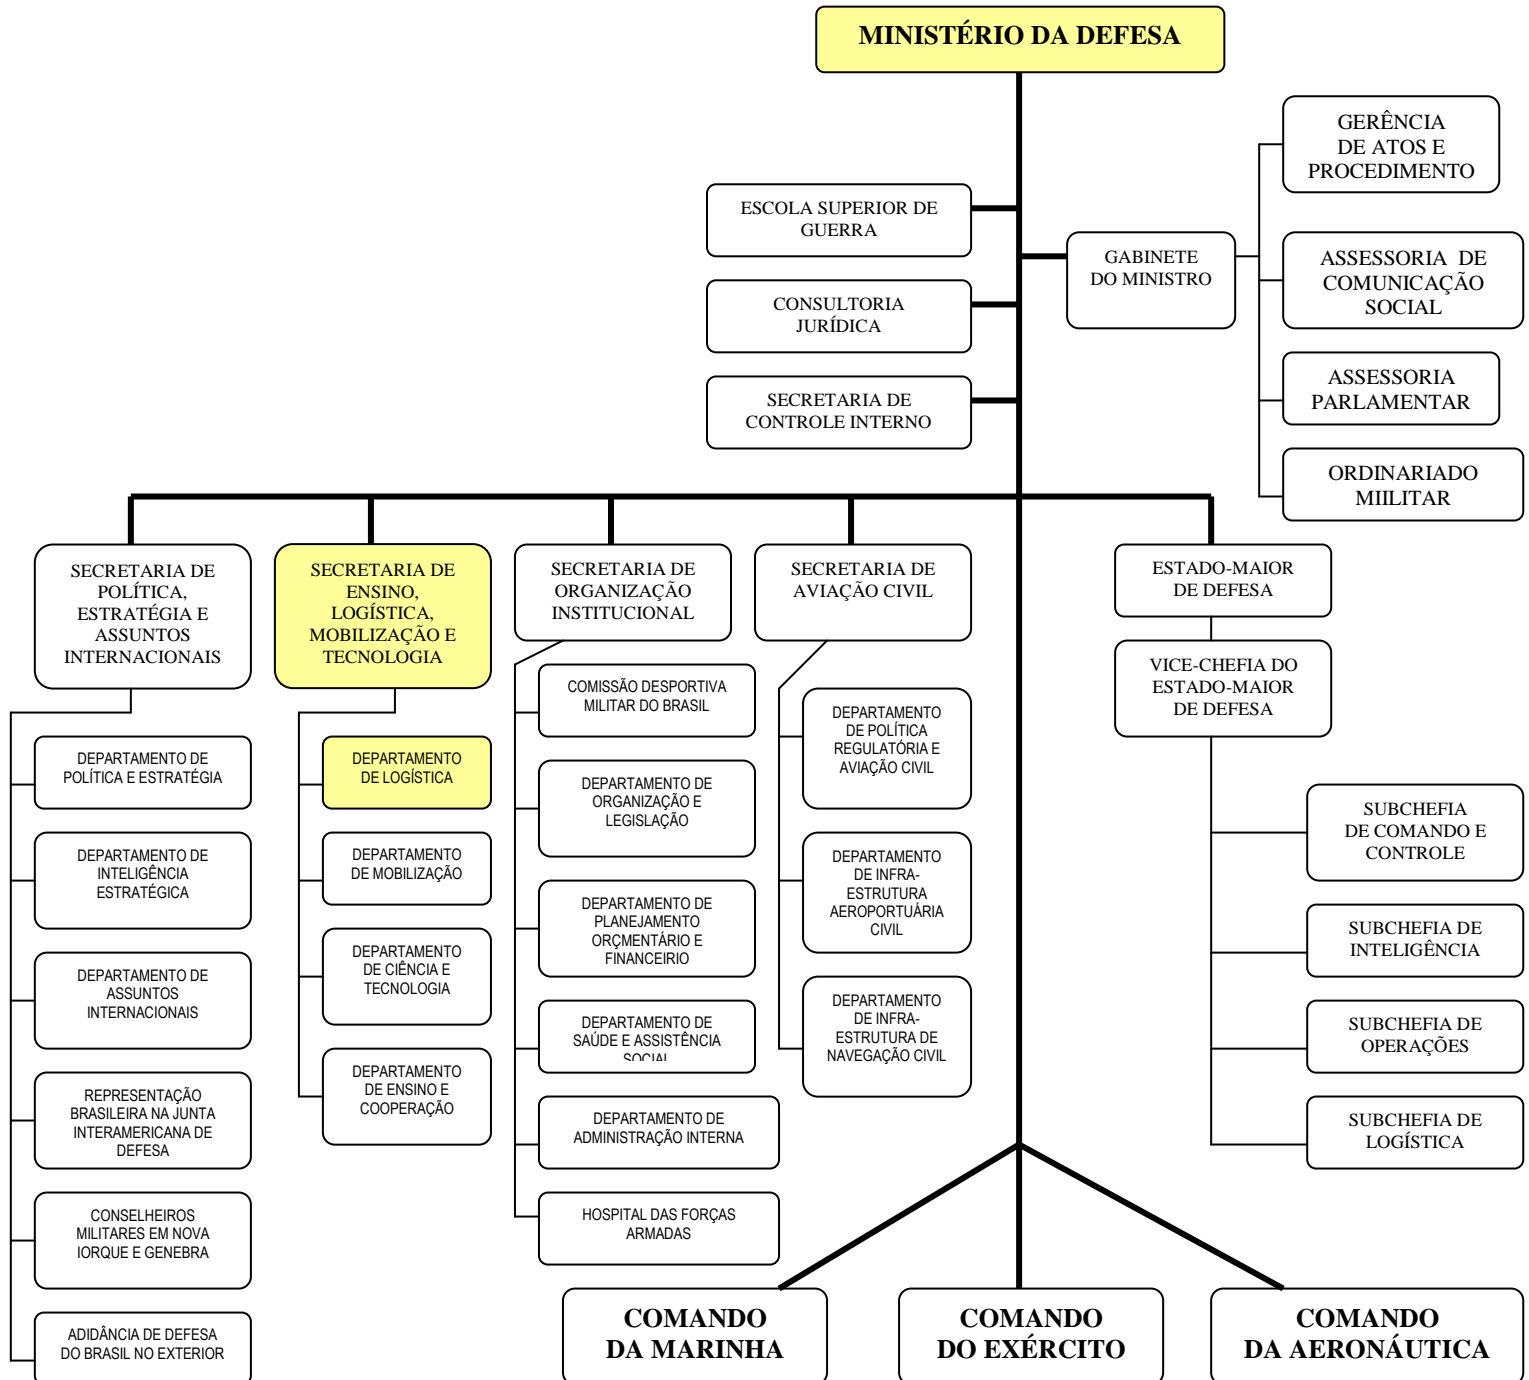 MINISTÉRIO DA DEFESA
GERÊNCIA
DE ATOS E
PROCEDIMENTO
ESCOLA SUPERIOR DE
GUERRA
GABINETE
DO MINISTRO
ASSESSORIA DE
COMUNICAÇÃO
SOCIAL
CONSULTORIA
JURÍDICA
ASSESSORIA
PARLAMENTAR
SECRETARIA DE
CONTROLE INTERNO
ORDINARIADO
MIILITAR
SECRETARIA DE
POLÍTICA,
ESTRATÉGIA E
ASSUNTOS
INTERNACIONAIS
SECRETARIA DE
ENSINO,
LOGÍSTICA,
MOBILIZAÇÃO E
TECNOLOGIA
SECRETARIA DE
ORGANIZAÇÃO
INSTITUCIONAL
SECRETARIA DE
AVIAÇÃO CIVIL
ESTADO-MAIOR
DE DEFESA
VICE-CHEFIA DO
ESTADO-MAIOR
DE DEFESA
DEPARTAMENTO DE
POLÍTICA E ESTRATÉGIA
DEPARTAMENTO DE
INTELIGÊNCIA
ESTRATÉGICA
DEPARTAMENTO DE
ASSUNTOS
INTERNACIONAIS
REPRESENTAÇÃO
BRASILEIRA NA JUNTA
INTERAMERICANA DE
DEFESA
CONSELHEIROS
MILITARES EM NOVA
IORQUE E GENEBRA
ADIDÂNCIA DE DEFESA
DO BRASIL NO EXTERIOR
DEPARTAMENTO
DE LOGÍSTICA
DEPARTAMENTO
DE MOBILIZAÇÃO
DEPARTAMENTO
DE CIÊNCIA E
TECNOLOGIA
DEPARTAMENTO
DE ENSINO E
COOPERAÇÃO
COMISSÃO DESPORTIVA
MILITAR DO BRASIL
DEPARTAMENTO DE
ORGANIZAÇÃO E
LEGISLAÇÃO
DEPARTAMENTO DE
PLANEJAMENTO
ORÇMENTÁRIO E
FINANCEIRIO
DEPARTAMENTO DE
SAÚDE E ASSISTÊNCIA
SOCIAL
DEPARTAMENTO DE
ADMINISTRAÇÃO INTERNA
HOSPITAL DAS FORÇAS
ARMADAS
DEPARTAMENTO
DE POLÍTICA
REGULATÓRIA E
AVIAÇÃO CIVIL
DEPARTAMENTO
DE INFRA-
ESTRUTURA
AEROPORTUÁRIA
CIVIL
DEPARTAMENTO
DE INFRA-
ESTRUTURA DE
NAVEGAÇÃO CIVIL
SUBCHEFIA
DE COMANDO E
CONTROLE
SUBCHEFIA DE
INTELIGÊNCIA
SUBCHEFIA DE
OPERAÇÕES
SUBCHEFIA DE
LOGÍSTICA
COMANDO
DA MARINHA
COMANDO
DO EXÉRCITO
COMANDO
DA AERONÁUTICA